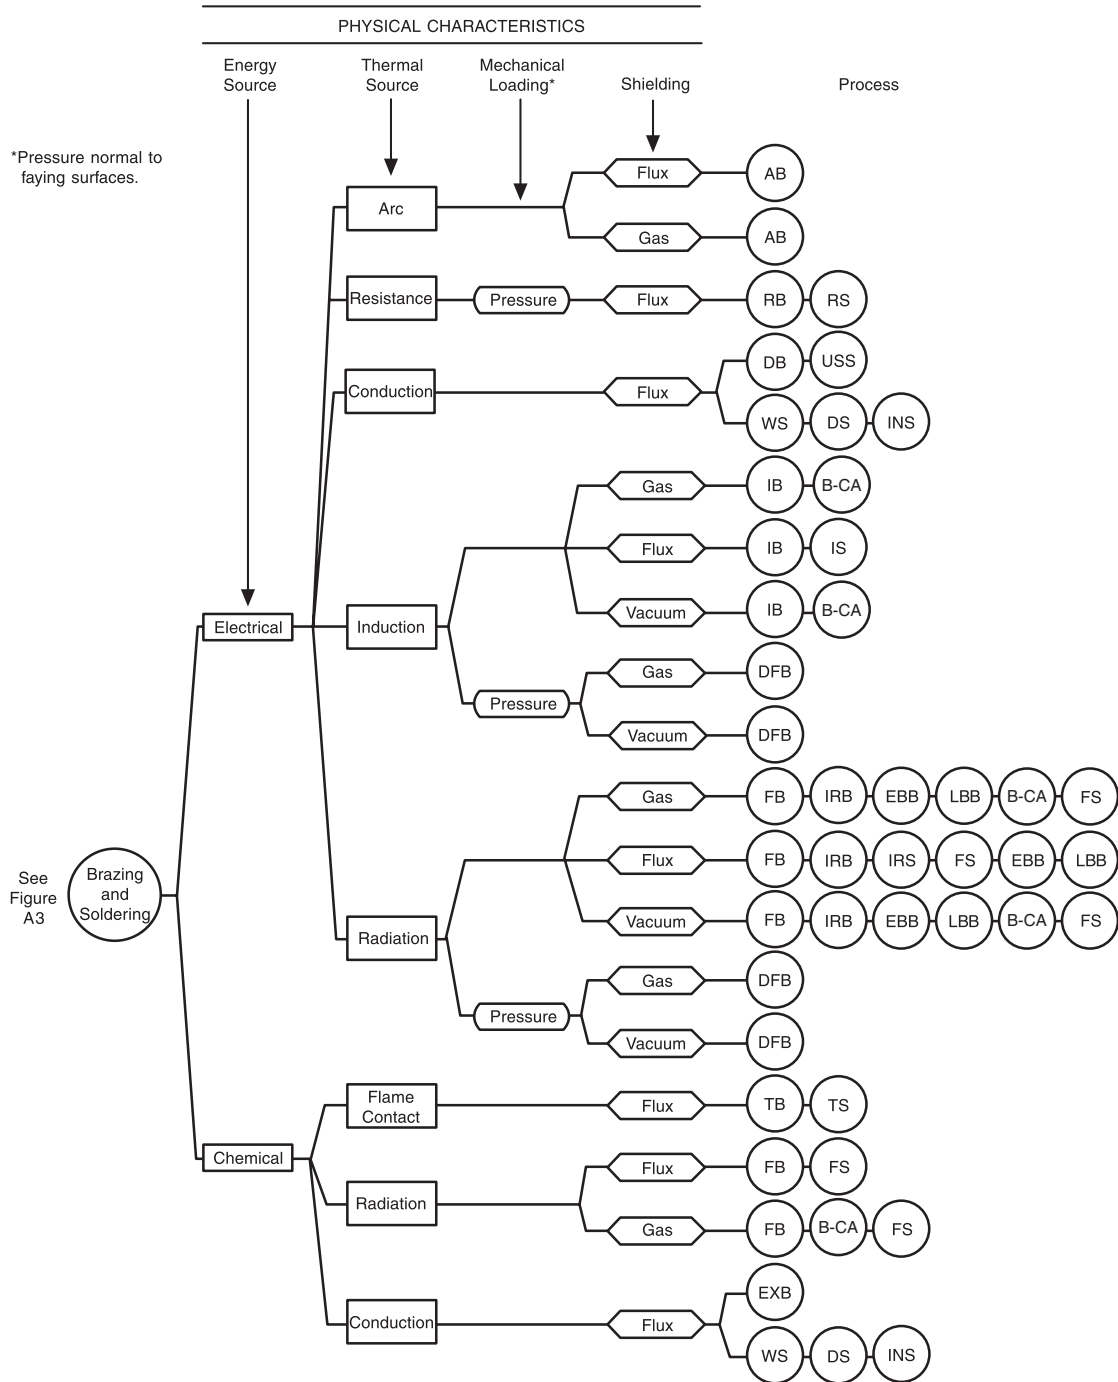 PHYSICAL CHARACTERISTICS
Energy
Source
Thermal
Source
Mechanical
Loading*
Shielding
Process
*Pressure normal to
faying surfaces.
Arc
Flux
AB
Gas
AB
Resistance
Pressure
Flux
RB
RS
Conduction
Flux
DB
USS
WS
DS
INS
Electrical
Induction
Gas
IB
B-CA
Flux
IB
IS
Vacuum
IB
B-CA
Pressure
Gas
DFB
Vacuum
DFB
See
Figure
A3
Brazing
and
Soldering
Radiation
Gas
FB
IRB
EBB
LBB
B-CA
FS
Flux
FB
IRB
IRS
FS
EBB
LBB
Vacuum
FB
IRB
EBB
LBB
B-CA
FS
Pressure
Gas
DFB
Vacuum
DFB
Chemical
Flame
Contact
Flux
TB
TS
Radiation
Flux
FB
FS
Gas
FB
B-CA
FS
Conduction
Flux
EXB
WS
DS
INS